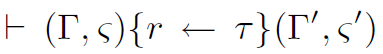 ⊢ (Γ, ς){r ← τ}(Γ′, ς′)